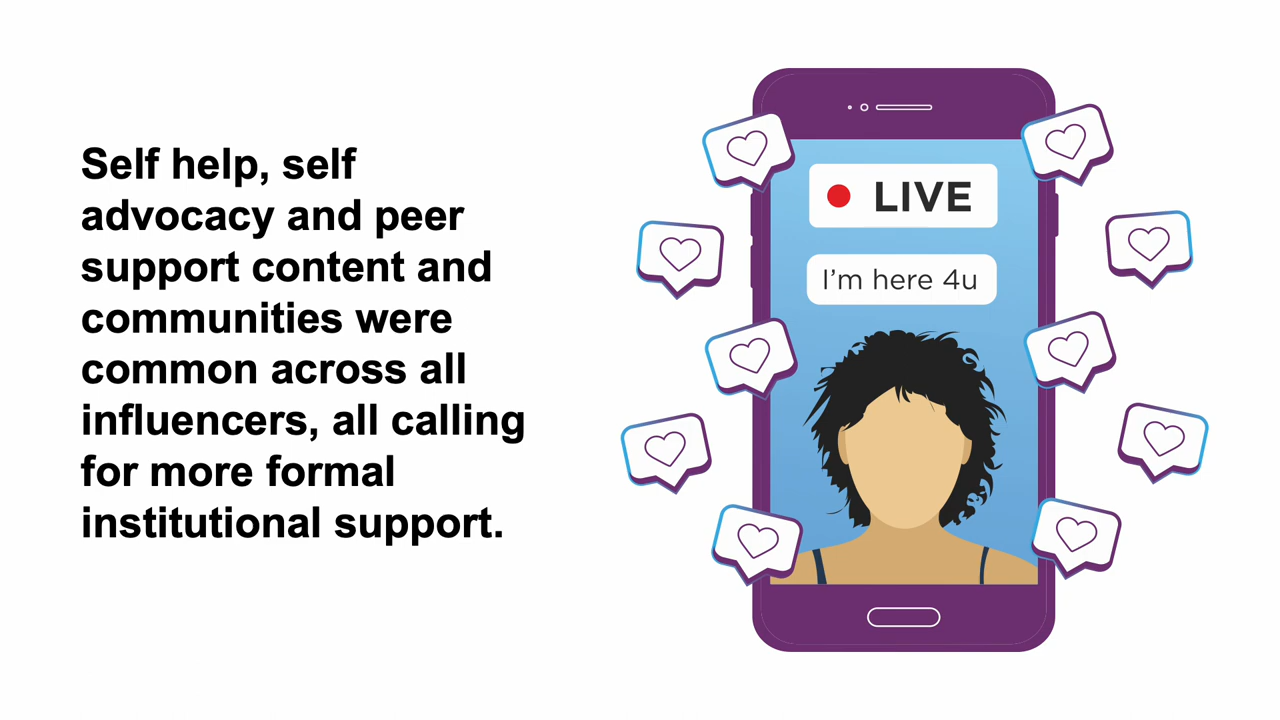 Self help, self
advocacy and peer
support content and
communities were
common across all
influencers, all calling
for more formal
institutional support.
LIVE
I'm here 4u